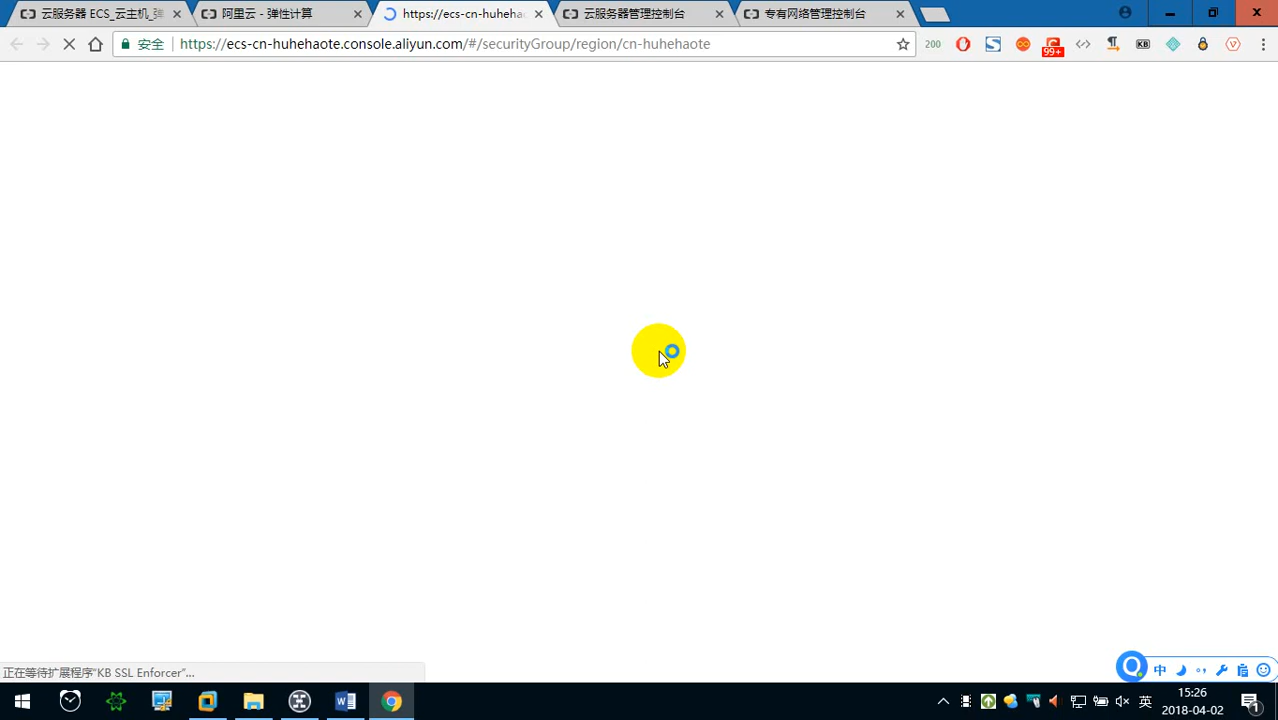 云服务器 ECS_云主机_弹
阿里云 - 弹性计算
https://ecs-cn-huheha
云服务器管理控制台
专有网络管理控制台
安全
https://ecs-cn-huhehaote.console.aliyun.com/#/securityGroup/region/cn-huhehaote
200
99+
KB
正在等待扩展程序"KB SSL Enforcer"...
中
英
15:26
2018-04-02
1